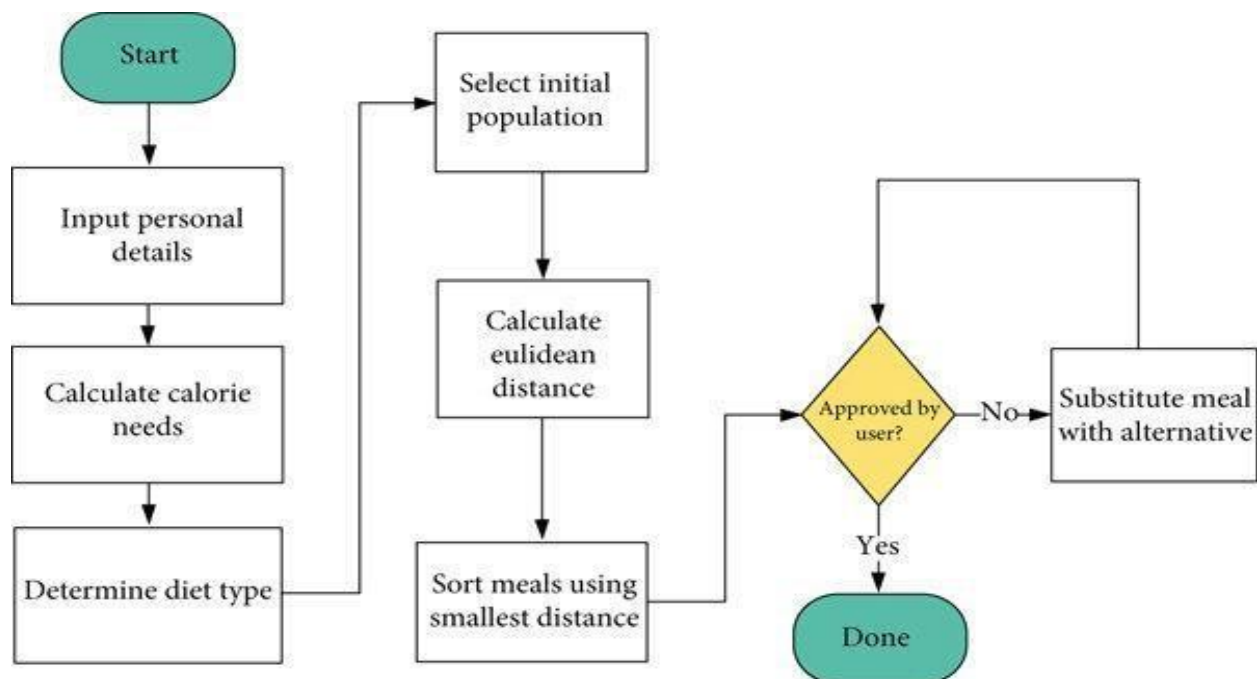 Start
Input personal
details
Calculate calorie
needs
Determine diet type
Select initial
population
Calculate
eulidean
distance
Sort meals using
smallest distance
Approved by
user?
No
Substitute meal
with alternative
Yes
Done